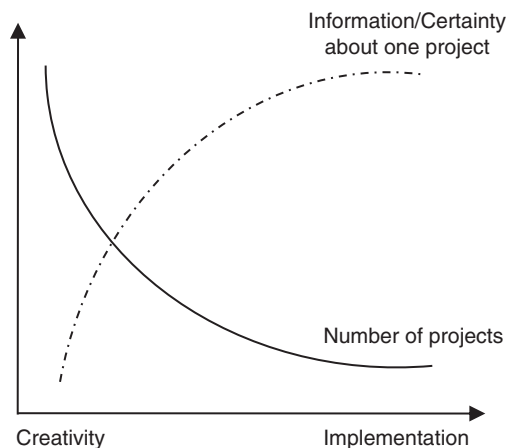 Information/Certainty
about one project
Number of projects
Creativity
Implementation